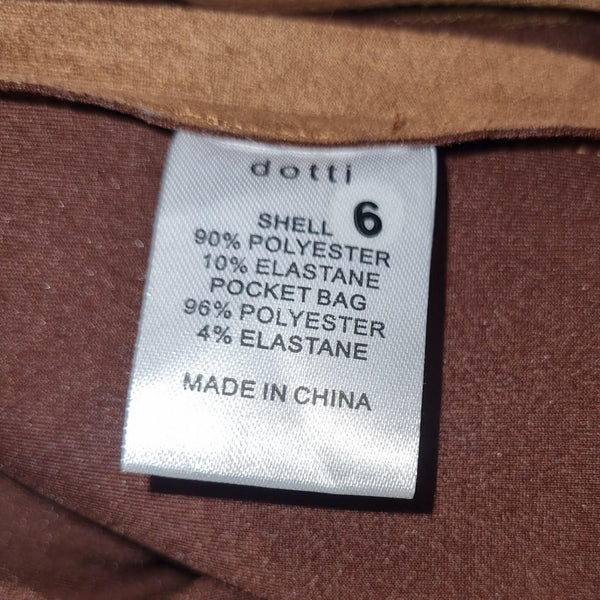 dotti
SHELL 6
90% POLYESTER
10% ELASTANE
POCKET BAG
96% POLYESTER
4% ELASTANE
MADE IN CHINA